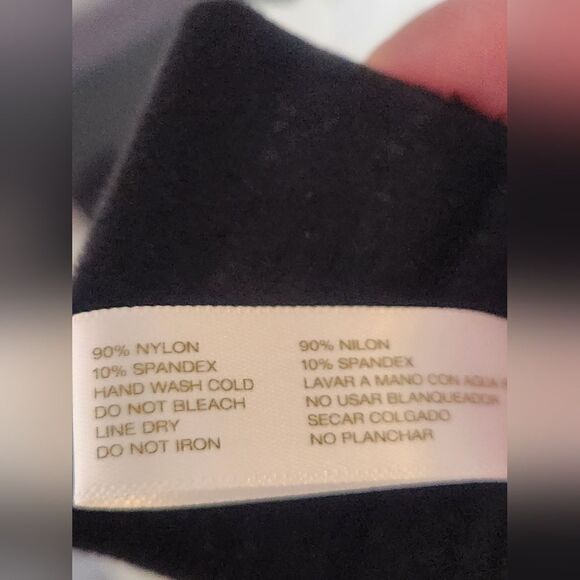 90% NYLON
10% SPANDEX
HAND WASH COLD
DO NOT BLEACH
LINE DRY
DO NOT IRON
90% NILON
10% SPANDEX
LAVAR A MANO CON AGUA
NO USAR BLANQUEADOR
SECAR COLGADO
NO PLANCHAR